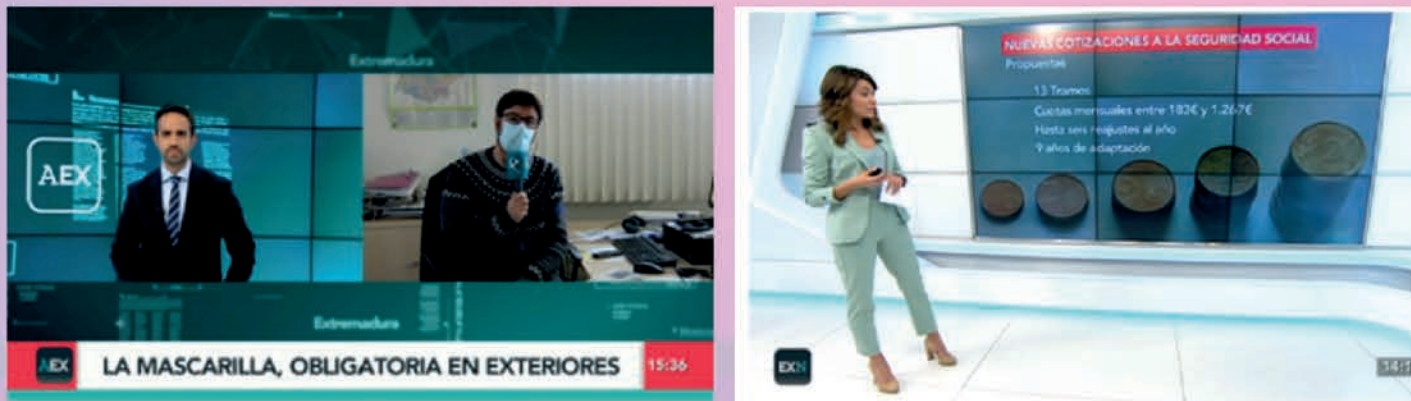 Extremadura
AEX
Extremadura
AEX
LA MASCARILLA, OBLIGATORIA EN EXTERIORES
15:36
NUEVAS COTIZACIONES A LA SEGURIDAD SOCIAL
Propuestas
13 Tramos
Cuotas mensuales entre 183€ y 1.267€
Hasta seis reajustes al año
9 años de adaptación
EXN